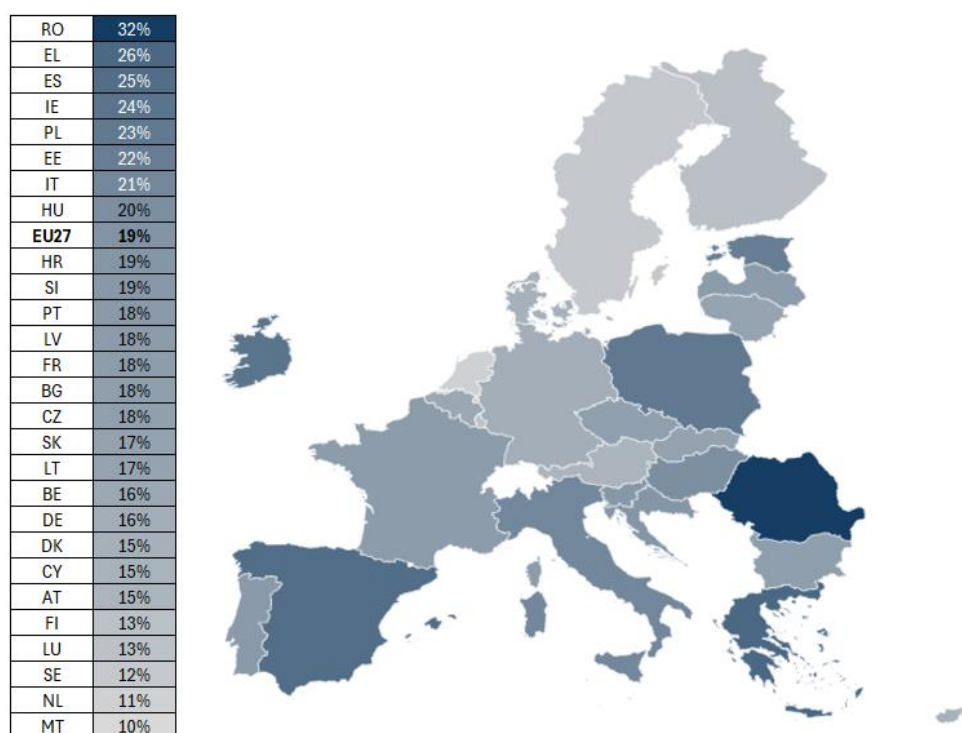 RO 32%
EL 26%
ES 25%
IE 24%
PL 23%
EE 22%
IT 21%
HU 20%
EU27 19%
HR 19%
SI 19%
PT 18%
LV 18%
FR 18%
BG 18%
CZ 18%
SK 17%
LT 17%
BE 16%
DE 16%
DK 15%
CY 15%
AT 15%
FI 13%
LU 13%
SE 12%
NL 11%
MT 10%